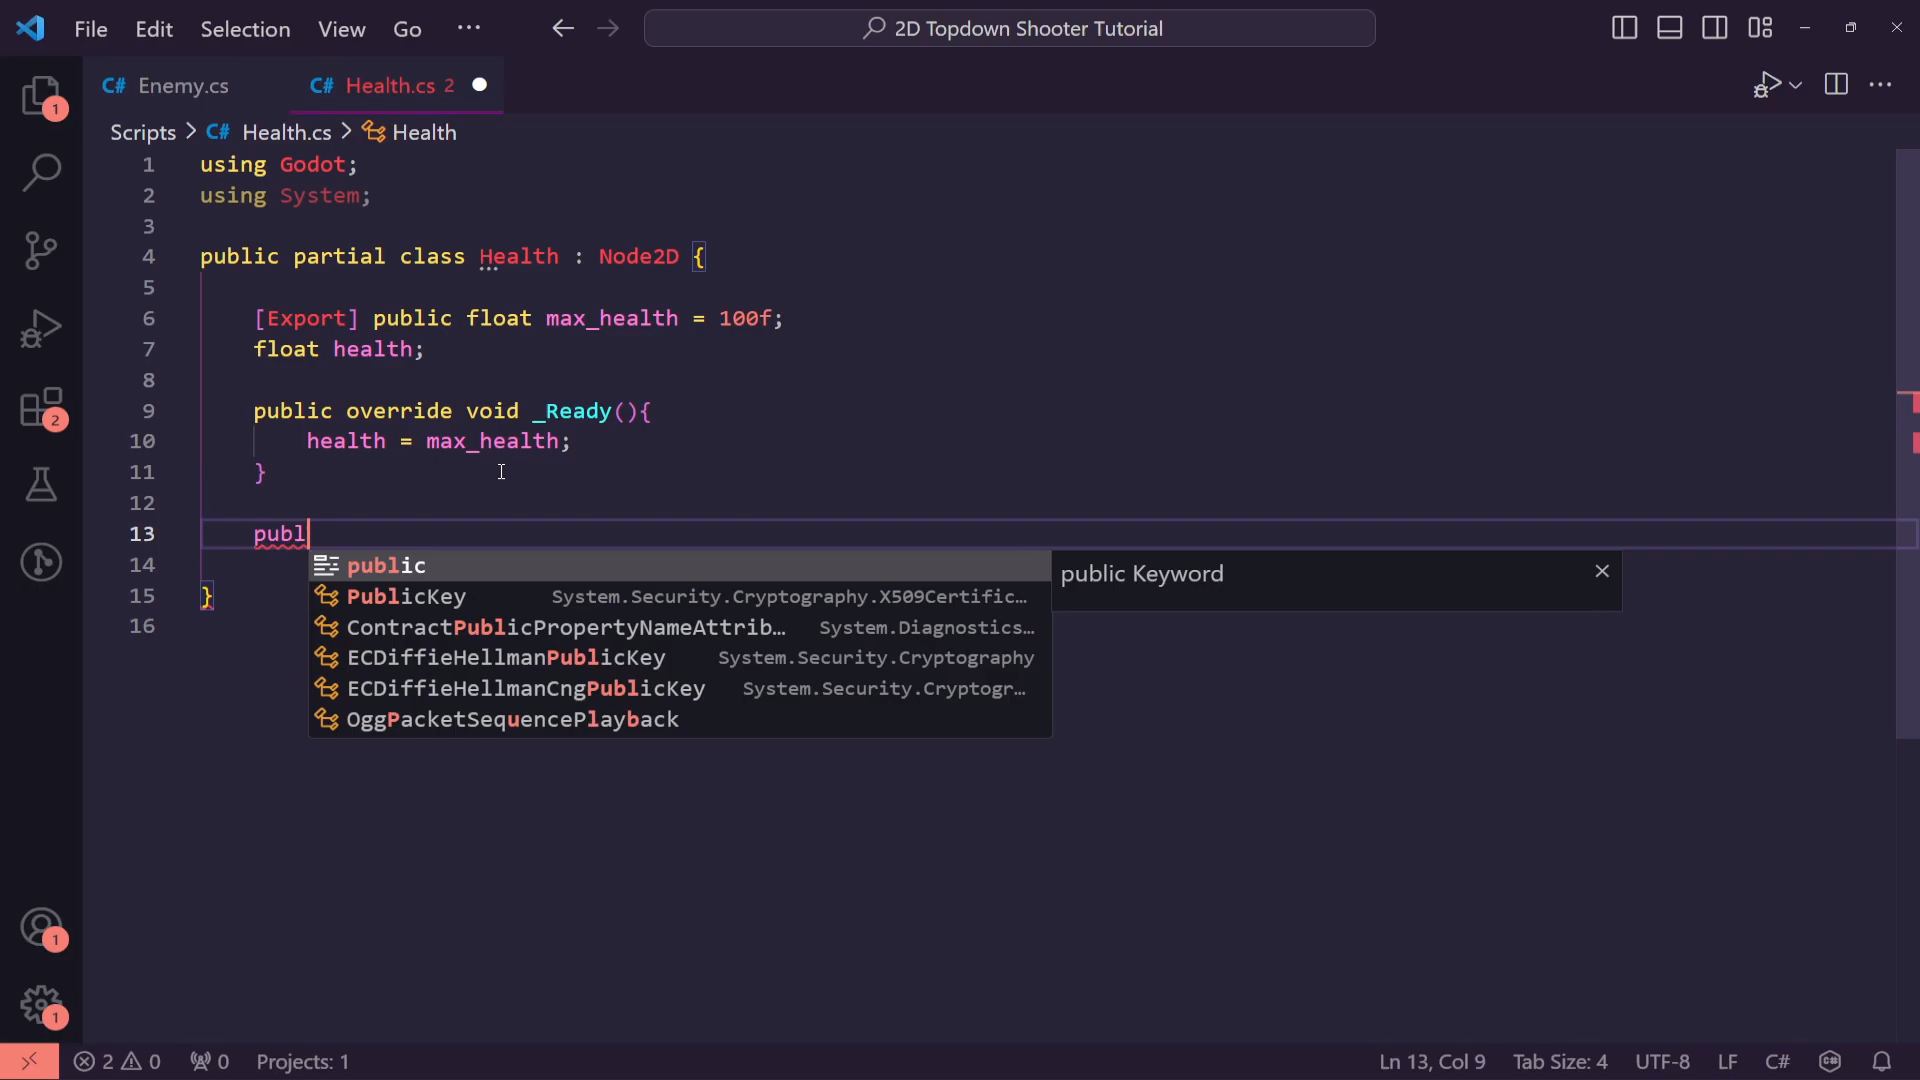 File Edit Selection View Go ··· 2D Topdown Shooter Tutorial
C# Enemy.cs C# Health.cs 2
1
Scripts > C# Health.cs > Health
1 using Godot;
2 using System;
3
4 public partial class Health : Node2D {
5
6 [Export] public float max_health = 100f;
7 float health;
8
9 public override void _Ready(){
2
10 health = max_health;
11 }
12
13 publ
14 public public Keyword
15 } PublicKey System.Security.Cryptography.X509Certific…
16 ContractPublicPropertyNameAttrib… System.Diagnostics…
ECDiffieHellmanPublicKey System.Security.Cryptography
ECDiffieHellmanCngPublicKey System.Security.Cryptogr…
OggPacketSequencePlayback
1
1
2 0 0 Projects: 1 Ln 13, Col 9 Tab Size: 4 UTF-8 LF C#